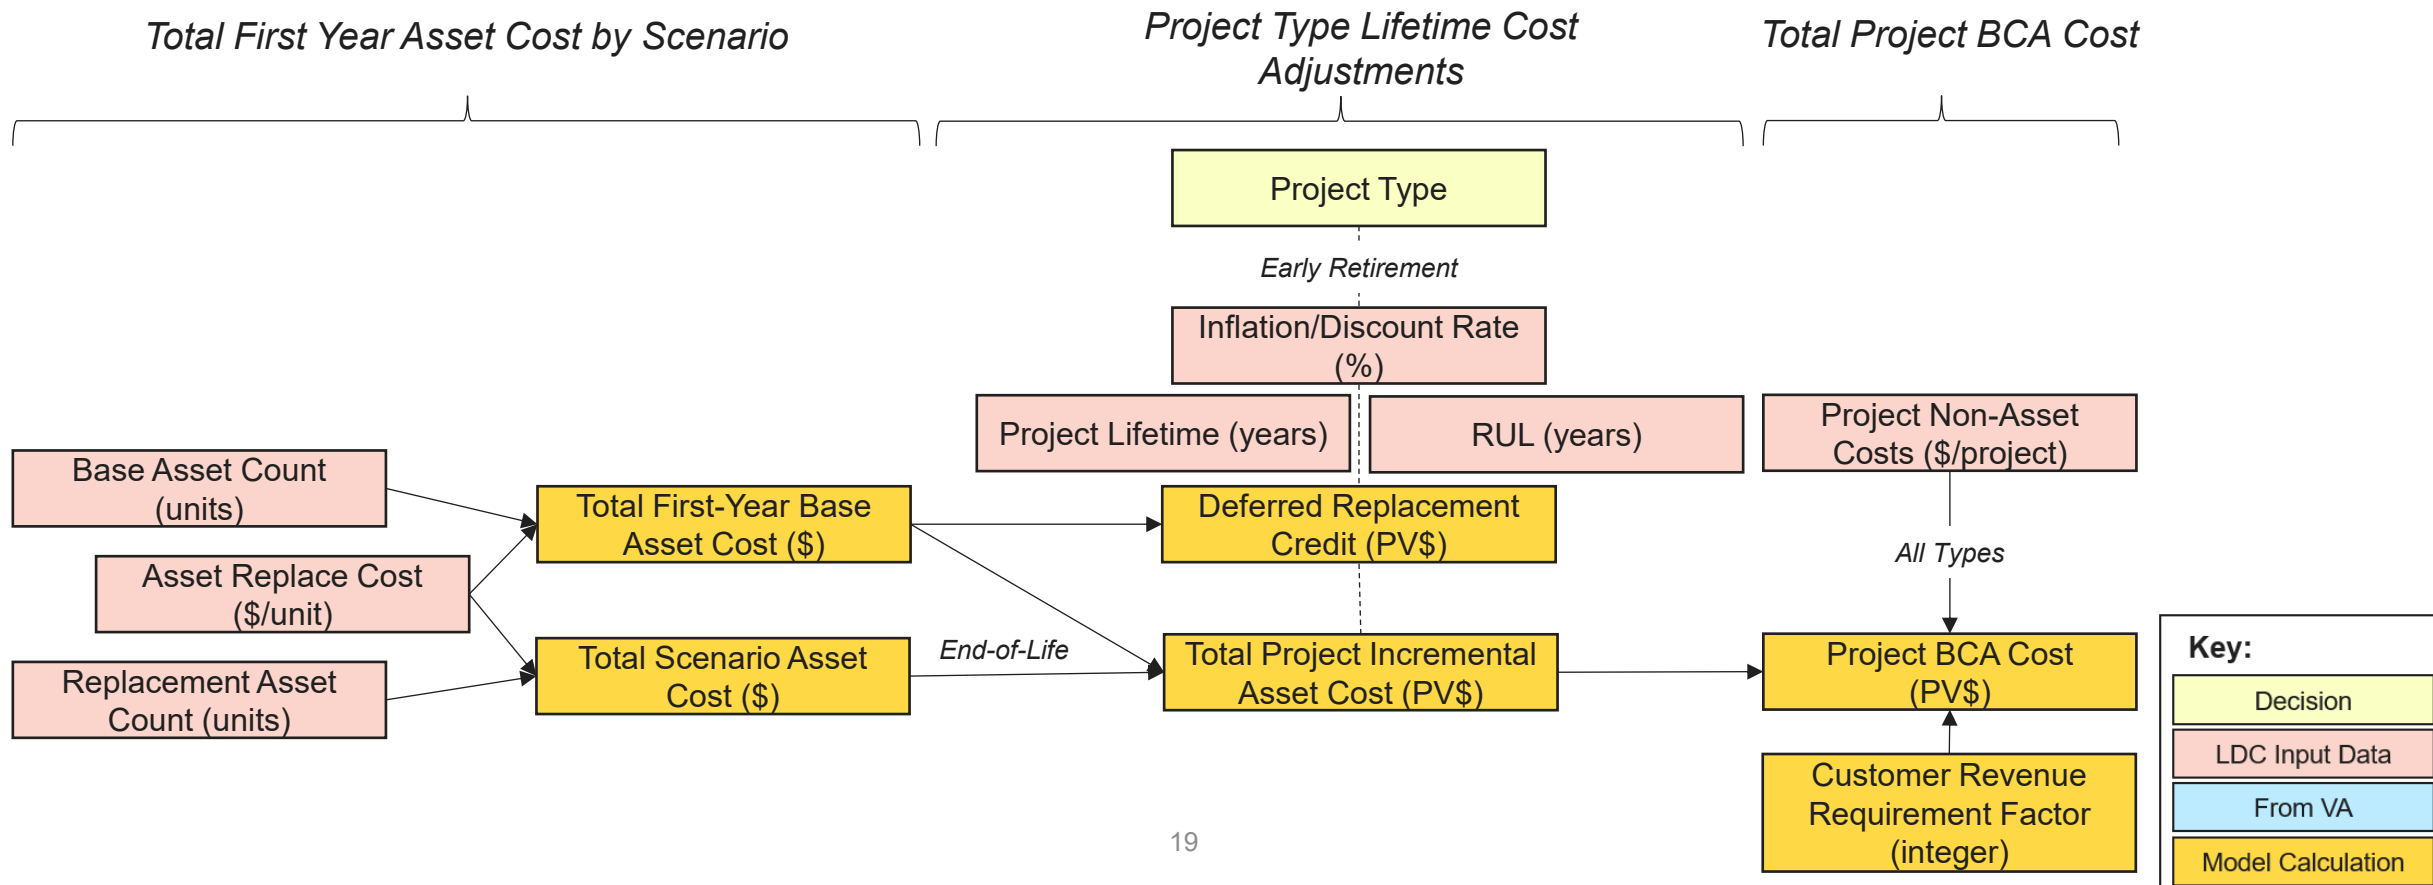 Total First Year Asset Cost by Scenario
Project Type Lifetime Cost
Adjustments
Total Project BCA Cost
Project Type
Early Retirement
Inflation/Discount Rate
(%)
Project Lifetime (years)
RUL (years)
Project Non-Asset
Costs ($/project)
Base Asset Count
(units)
Total First-Year Base
Asset Cost ($)
Deferred Replacement
Credit (PV$)
All Types
Asset Replace Cost
($/unit)
Replacement Asset
Count (units)
Total Scenario Asset
Cost ($)
End-of-Life
Total Project Incremental
Asset Cost (PV$)
Project BCA Cost
(PV$)
Customer Revenue
Requirement Factor
(integer)
Key:
Decision
LDC Input Data
From VA
Model Calculation
19